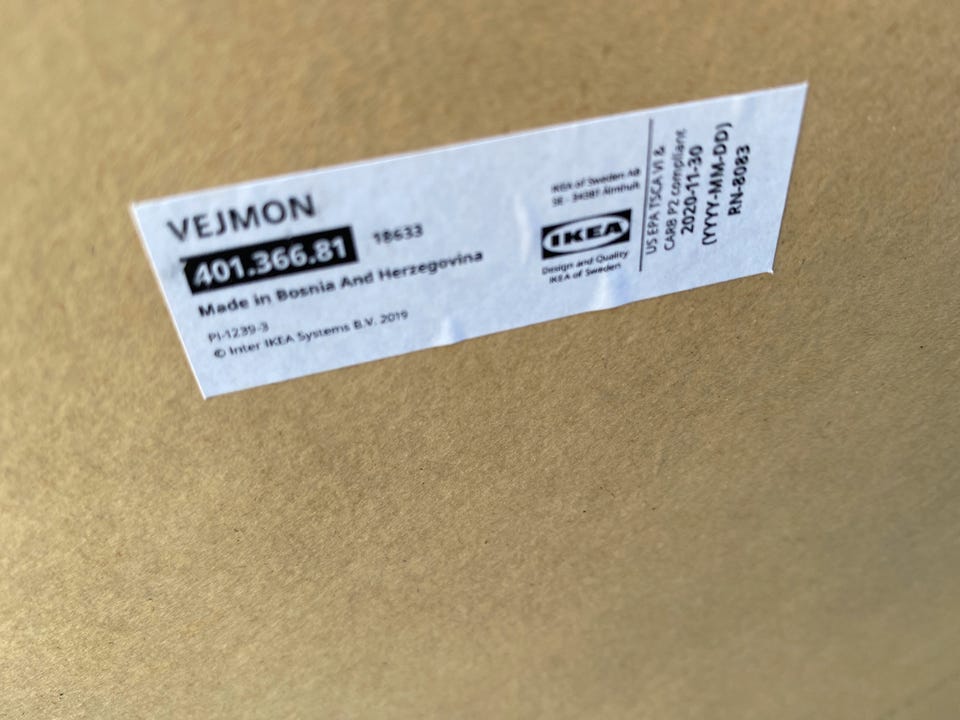 VEJMON
401.366.81 18633
Made in Bosnia And Herzegovina
PI-1239-3
© Inter IKEA Systems B.V. 2019
IKEA of Sweden AB
SE - 34381 Älmhult
IKEA
Design and Quality
IKEA of Sweden
US EPA TSCA VI &
CARB P2 compliant
2020-11-30
(YYYY-MM-DD)
RN-8083